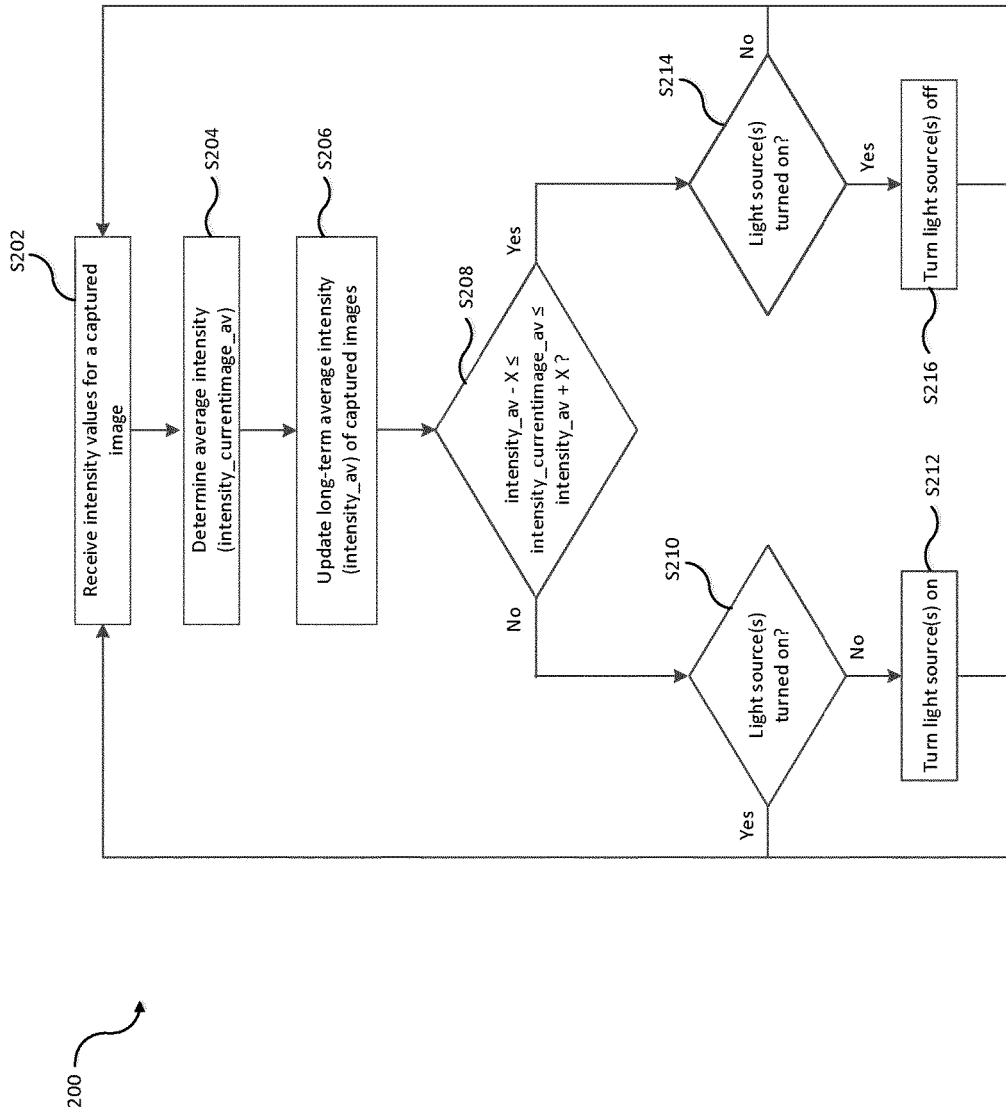 200
S202
Receive intensity values for a captured
image
S204
Determine average intensity
(intensity_currentimage_av)
S206
Update long-term average intensity
(intensity_av) of captured images
S208
intensity_av - X ≤
intensity_currentimage_av ≤
intensity_av + X ?
No
Yes
S210
Light source(s)
turned on?
Yes
No
S212
Turn light source(s) on
S214
Light source(s)
turned on?
No
Yes
S216
Turn light source(s) off